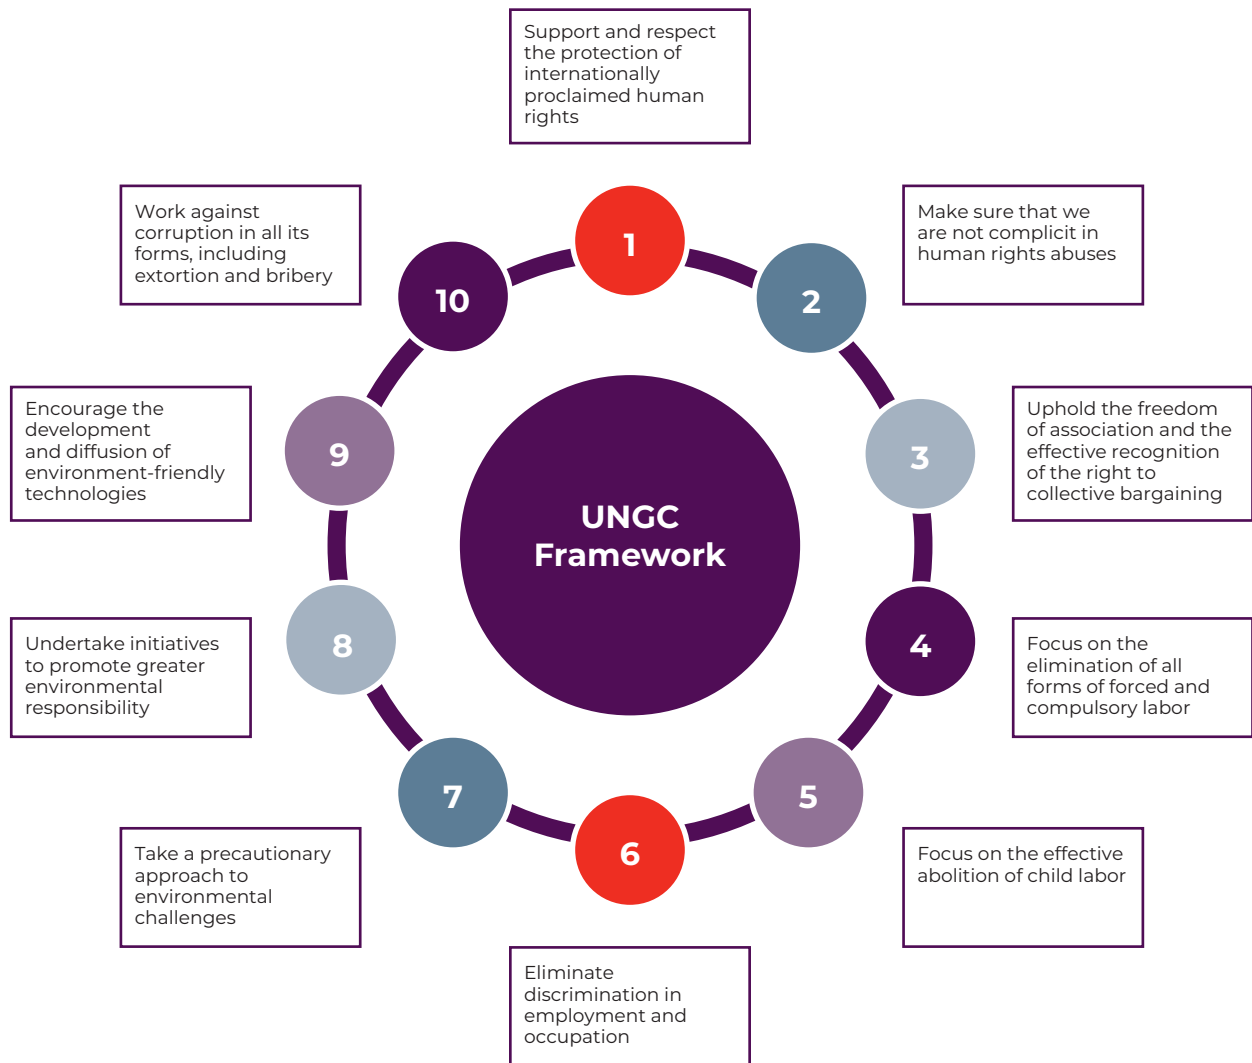 Support and respect
the protection of
internationally
proclaimed human
rights
1
Make sure that we
are not complicit in
human rights abuses
2
Uphold the freedom
of association and the
effective recognition
of the right to
collective bargaining
3
Focus on the
elimination of all
forms of forced and
compulsory labor
4
Focus on the effective
abolition of child labor
5
Eliminate
discrimination in
employment and
occupation
6
Take a precautionary
approach to
environmental
challenges
7
Undertake initiatives
to promote greater
environmental
responsibility
8
Encourage the
development
and diffusion of
environment-friendly
technologies
9
Work against
corruption in all its
forms, including
extortion and bribery
10
UNGC
Framework